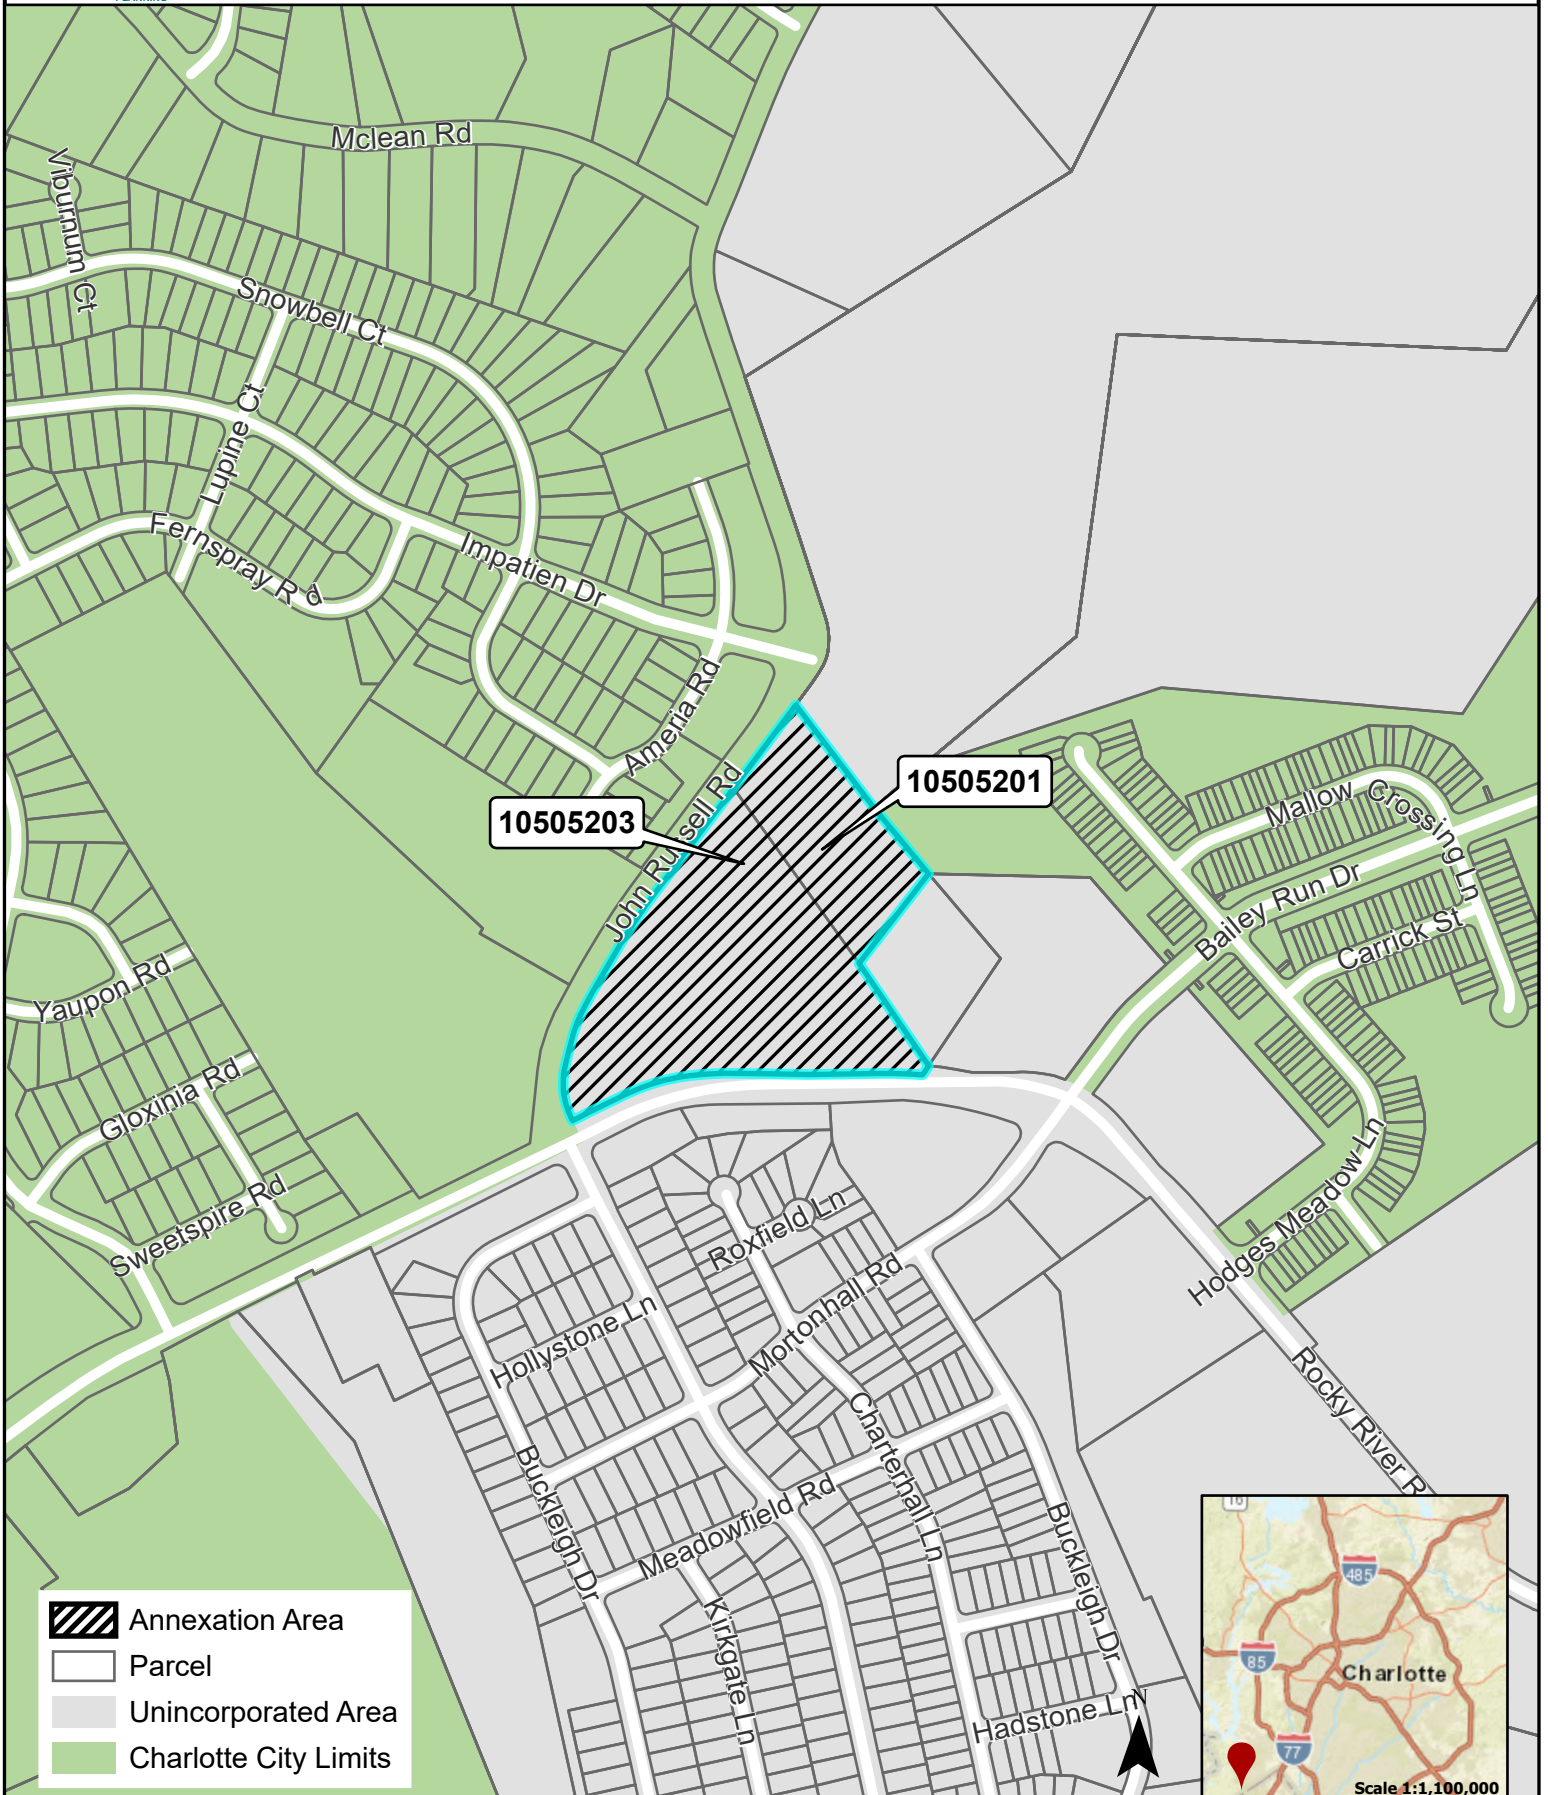 Mclean Rd
Viburnum Ct
Snowbell Ct
Lupine Ct
Fernspray R d
Impatien Dr
Ameria Rd
John Russell Rd
10505203
10505201
Mallow Crossing Ln
Bailey Run Dr
Carrick St
Yaupon Rd
Gloxinia Rd
Sweetspire Rd
Hodges Meadow Ln
Roxfield Ln
Mortonhall Rd
Hollystone Ln
Rocky River R
Charterhall Ln
Buckleigh Dr
Meadowfield Rd
Buckleigh Dr
Kirkgate Ln
Hadstone Ln
N
Annexation Area
Parcel
Unincorporated Area
Charlotte City Limits
16
485
85
Charlotte
77
Scale 1:1,100,000